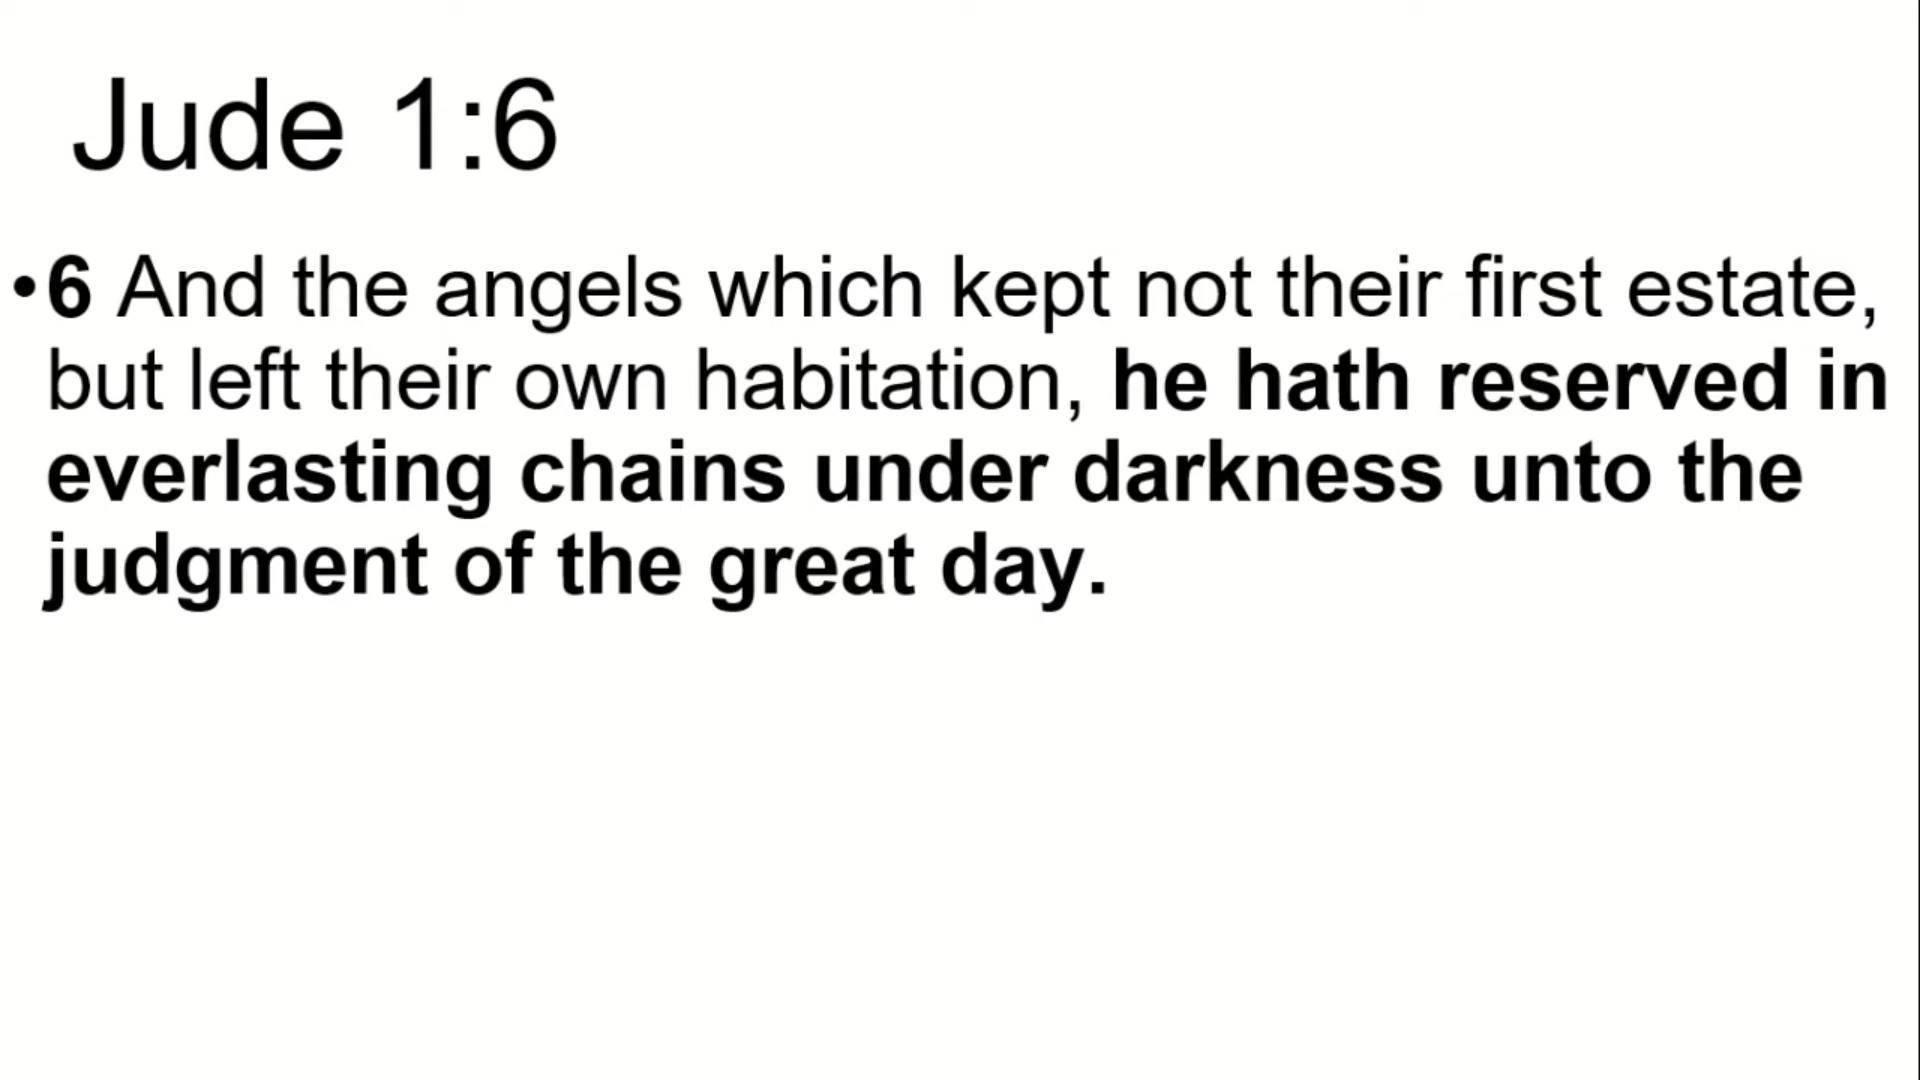 Jude 1:6
•6 And the angels which kept not their first estate,
but left their own habitation, he hath reserved in
everlasting chains under darkness unto the
judgment of the great day.